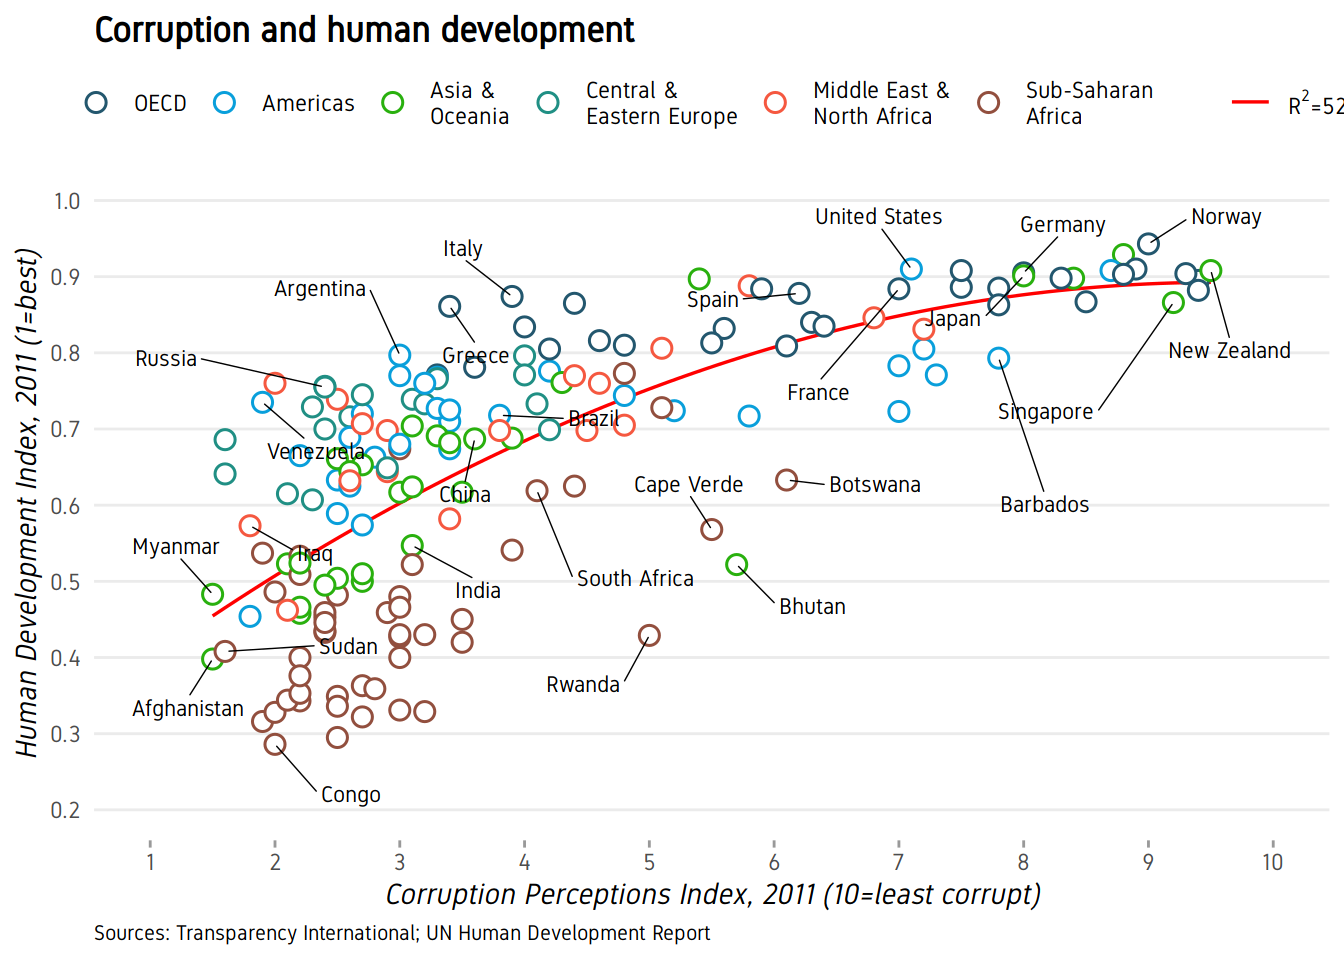 Corruption and human development
OECD
Americas
Asia &
Oceania
Central &
Eastern Europe
Middle East &
North Africa
Sub-Saharan
Africa
R²=52
Human Development Index, 2011 (1=best)
1.0
0.9
0.8
0.7
0.6
0.5
0.4
0.3
0.2
United States
Germany
Norway
Italy
Argentina
Spain
Japan
Greece
Russia
New Zealand
France
Singapore
Brazil
Venezuela
China
Cape Verde
Botswana
Barbados
Myanmar
Iraq
India
South Africa
Bhutan
Sudan
Rwanda
Afghanistan
Congo
1
2
3
4
5
6
7
8
9
10
Corruption Perceptions Index, 2011 (10=least corrupt)
Sources: Transparency International; UN Human Development Report